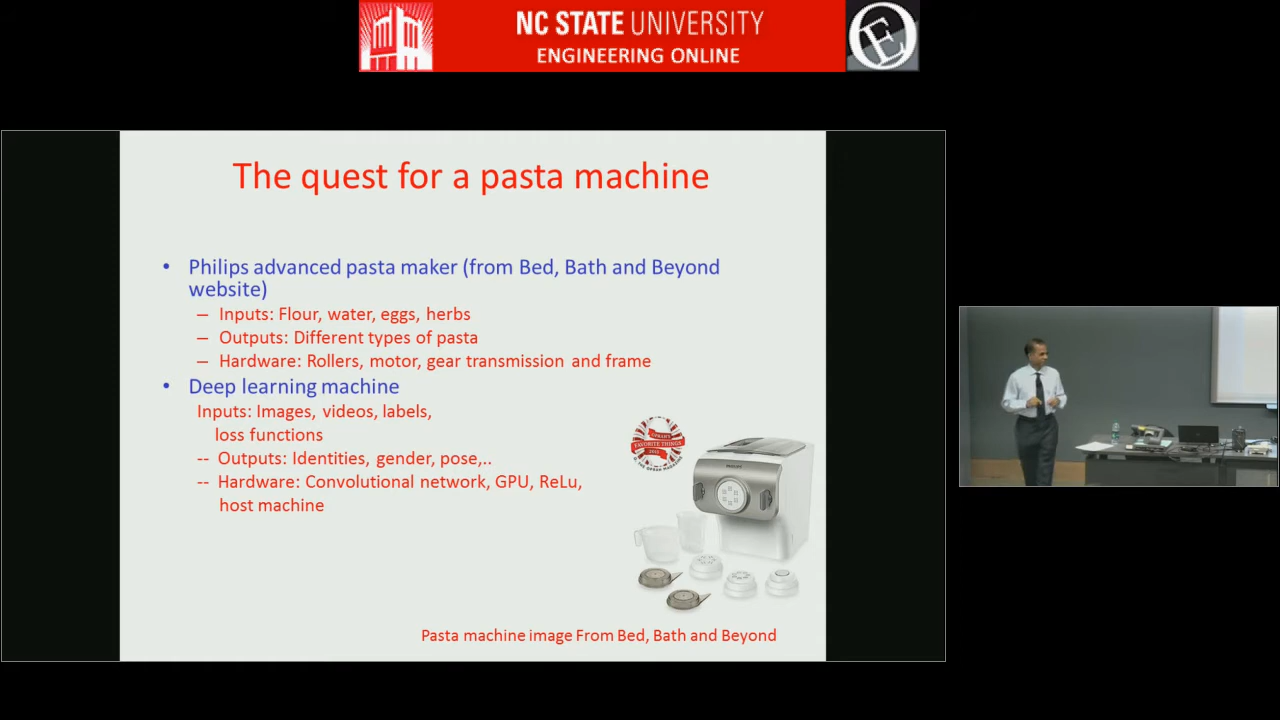 NC STATE UNIVERSITY
ENGINEERING ONLINE
The quest for a pasta machine
• Philips advanced pasta maker (from Bed, Bath and Beyond
website)
– Inputs: Flour, water, eggs, herbs
– Outputs: Different types of pasta
– Hardware: Rollers, motor, gear transmission and frame
• Deep learning machine
Inputs: Images, videos, labels,
loss functions
-- Outputs: Identities, gender, pose,..
-- Hardware: Convolutional network, GPU, ReLu,
host machine
FAVORITE THINGS
PHILIPS
Pasta machine image From Bed, Bath and Beyond